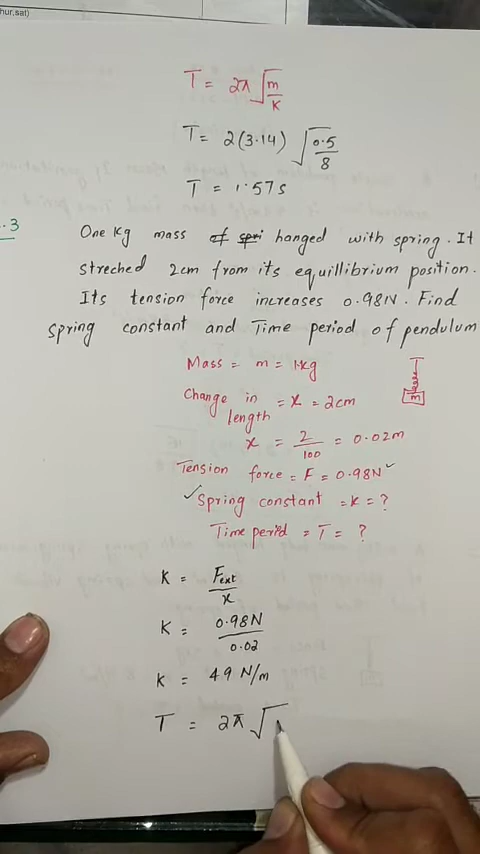 hur,sat)
T = 2π √m/K
T = 2(3.14) √0.5/8
T = 1.57s
.3
One Kg mass of spri hanged with spring. It
streched 2cm from its equillibrium position.
Its tension force increases 0.98N. Find
spring constant and Time period of pendulum
Mass = m = 1kg
Change in length = x = 2cm
x = 2/100 = 0.02m
Tension force = F = 0.98N ✓
✓ Spring constant = K = ?
Time perid = T = ?
m
K = Fext/x
K = 0.98N/0.02
K = 49 N/m
T = 2π √